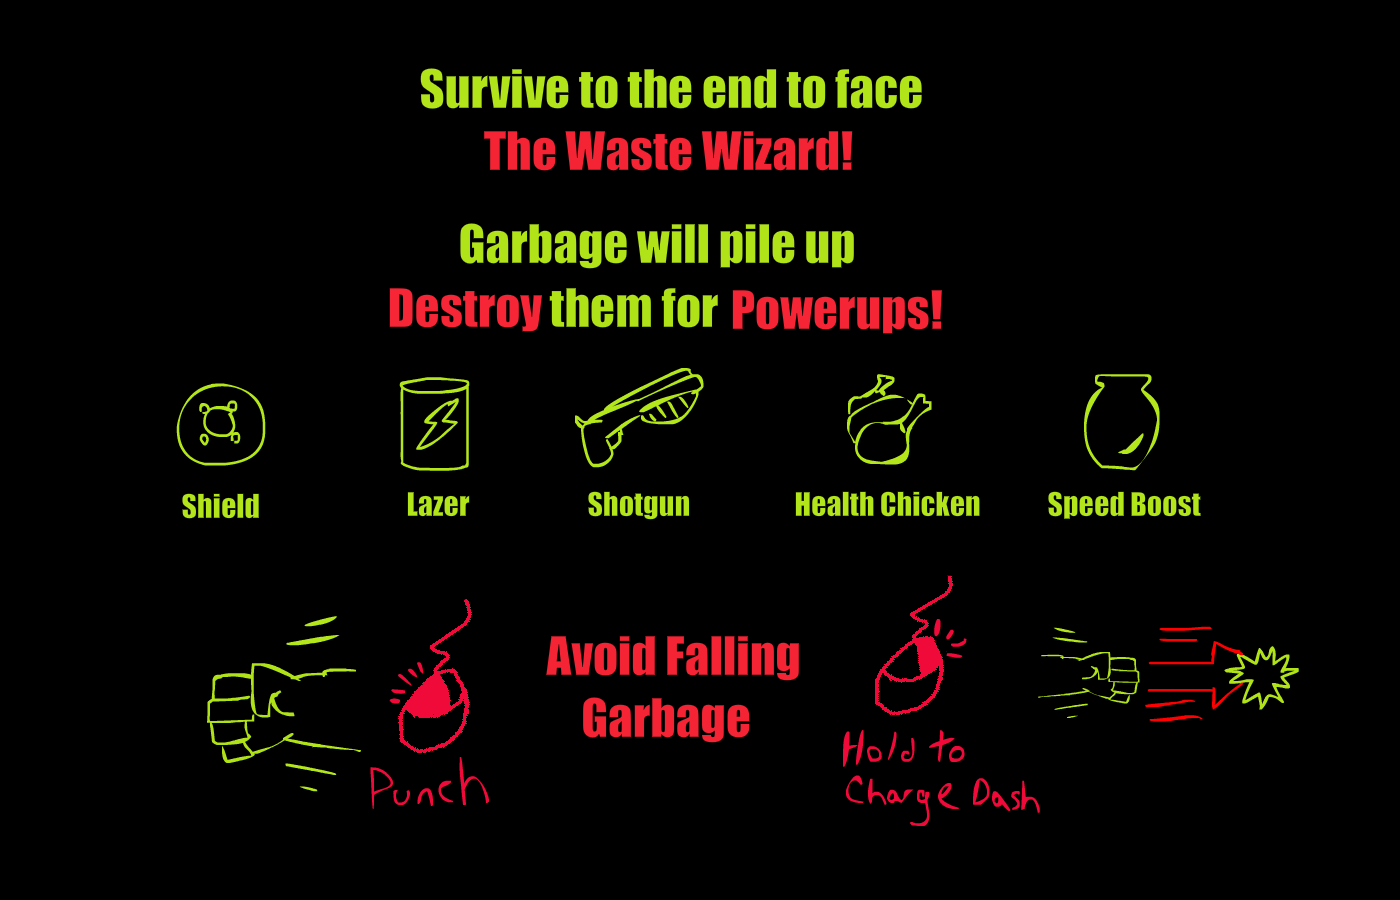 Survive to the end to face
The Waste Wizard!
Garbage will pile up
Destroy them for Powerups!
Shield
Lazer
Shotgun
Health Chicken
Speed Boost
Avoid Falling
Garbage
Punch
Hold to
Charge Dash